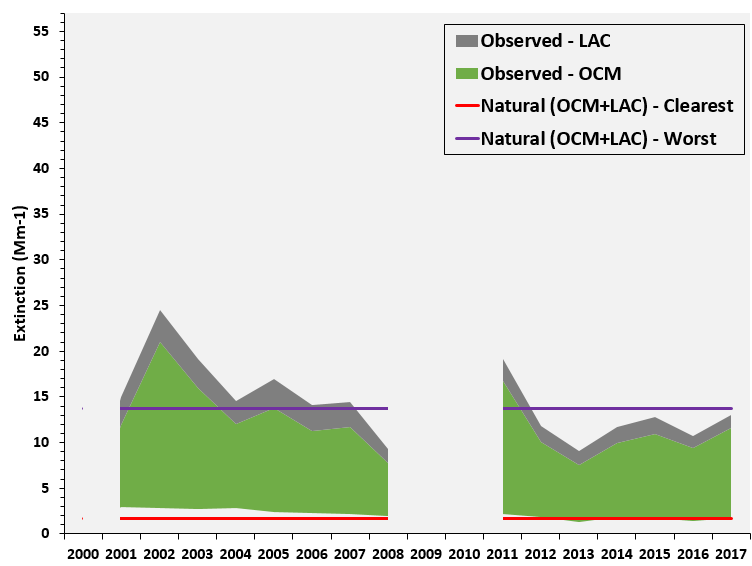 55
50
45
40
35
30
25
20
15
10
5
0
Extinction (Mm-1)
Observed - LAC
Observed - OCM
Natural (OCM+LAC) - Clearest
Natural (OCM+LAC) - Worst
2000 2001 2002 2003 2004 2005 2006 2007 2008 2009 2010 2011 2012 2013 2014 2015 2016 2017